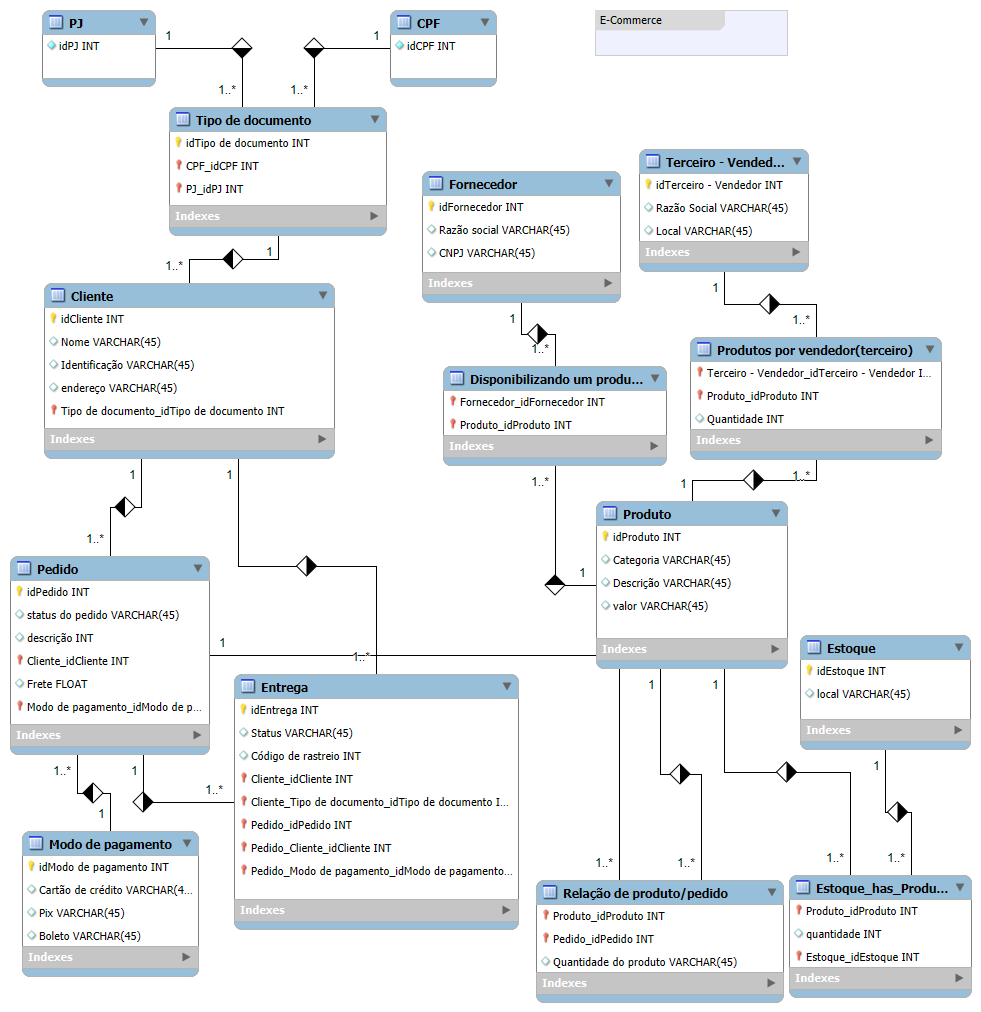 PJ
idPJ INT
CPF
idCPF INT
E-Commerce
1
1
1..*
1..*
Tipo de documento
idTipo de documento INT
CPF_idCPF INT
PJ_idPJ INT
Indexes
Fornecedor
idFornecedor INT
Razão social VARCHAR(45)
CNPJ VARCHAR(45)
Indexes
Terceiro - Vended...
idTerceiro - Vendedor INT
Razão Social VARCHAR(45)
Local VARCHAR(45)
Indexes
1
1..*
1
1..*
1
1..*
Cliente
idCliente INT
Nome VARCHAR(45)
Identificação VARCHAR(45)
endereço VARCHAR(45)
Tipo de documento_idTipo de documento INT
Indexes
Disponibilizando um produ...
Fornecedor_idFornecedor INT
Produto_idProduto INT
Indexes
Produtos por vendedor(terceiro)
Terceiro - Vendedor_idTerceiro - Vendedor I...
Produto_idProduto INT
Quantidade INT
Indexes
1
1
1..*
1
1..*
1..*
1
Pedido
idPedido INT
status do pedido VARCHAR(45)
descrição INT
Cliente_idCliente INT
Frete FLOAT
Modo de pagamento_idModo de p...
Indexes
Produto
idProduto INT
Categoria VARCHAR(45)
Descrição VARCHAR(45)
valor VARCHAR(45)
Indexes
1
1..*
Entrega
idEntrega INT
Status VARCHAR(45)
Código de rastreio VARCHAR(45)
Cliente_idCliente INT
Cliente_Tipo de documento_idTipo de documento I...
Pedido_idPedido INT
Pedido_Cliente_idCliente INT
Pedido_Modo de pagamento_idModo de pagamento...
Indexes
Estoque
idEstoque INT
local VARCHAR(45)
Indexes
1..*
1
1..*
1
1
1
1
1..*
1..*
1..*
1..*
Modo de pagamento
idModo de pagamento INT
Cartão de crédito VARCHAR(4...
Pix VARCHAR(45)
Boleto VARCHAR(45)
Indexes
Relação de produto/pedido
Produto_idProduto INT
Pedido_idPedido INT
Quantidade do produto VARCHAR(45)
Indexes
Estoque_has_Produ...
Produto_idProduto INT
quantidade INT
Estoque_idEstoque INT
Indexes